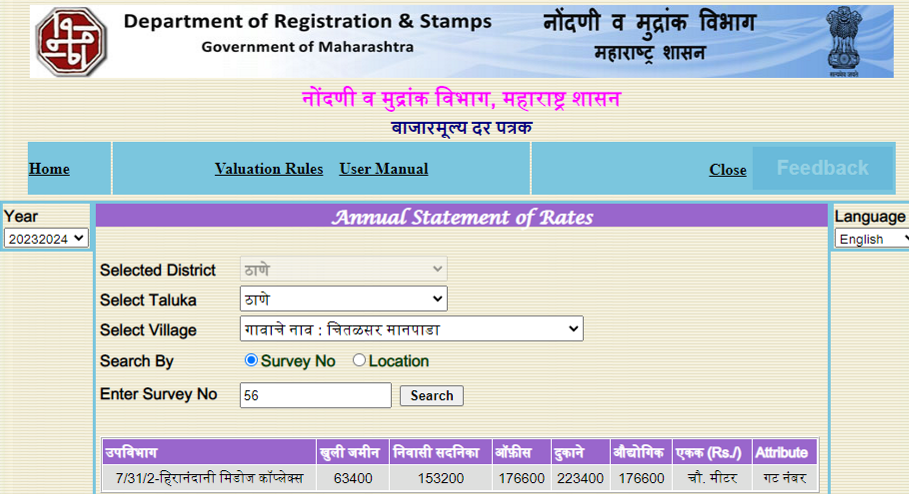 Department of Registration & Stamps
Government of Maharashtra
नोंदणी व मुद्रांक विभाग
महाराष्ट्र शासन
सत्यमेव जयते
नोंदणी व मुद्रांक विभाग, महाराष्ट्र शासन
बाजारमूल्य दर पत्रक
Home Valuation Rules User Manual Close Feedback
Year Annual Statement of Rates Language
20232024 English
Selected District ठाणे
Select Taluka ठाणे
Select Village गावाचे नाव : चितळसर मानपाडा
Search By Survey No Location
Enter Survey No 56 Search
उपविभाग खुली जमीन निवासी सदनिका ऑफ़ीस दुकाने औद्योगिक एकक (Rs./) Attribute
7/31/2-हिरानंदानी मिडोज कॉप्लेक्स 63400 153200 176600 223400 176600 चौ. मीटर गट नंबर